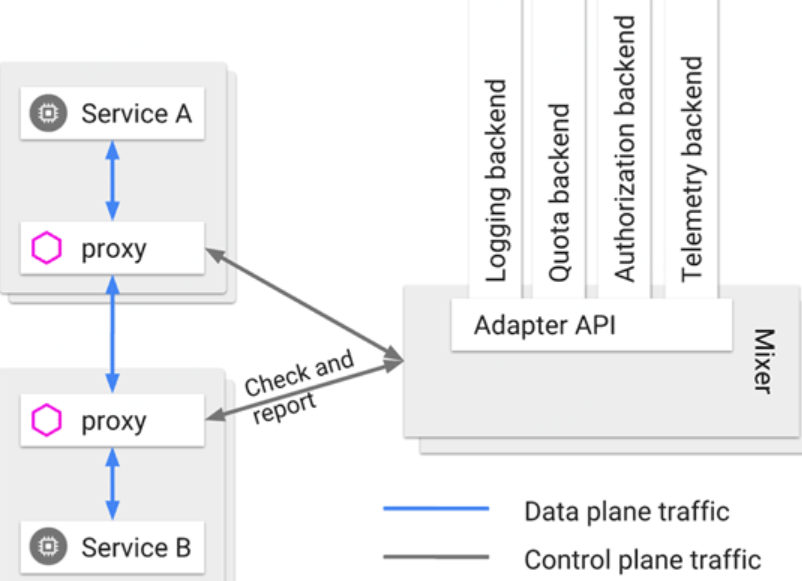 Service A
proxy
proxy
Service B
Check and
report
Logging backend
Quota backend
Authorization backend
Telemetry backend
Adapter API
Mixer
Data plane traffic
Control plane traffic